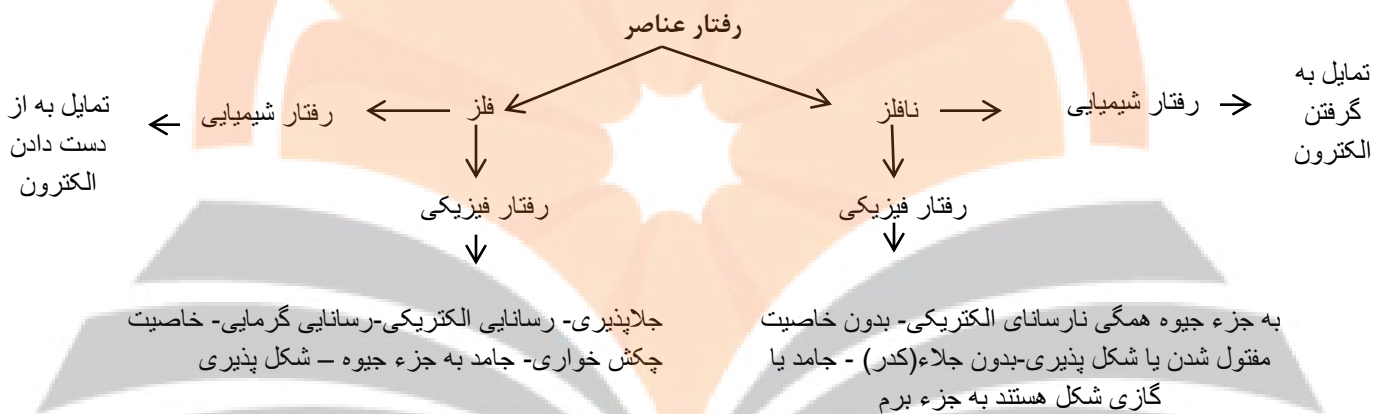 رفتار عناصر
نافلز
رفتار شیمیایی
تمایل به
گرفتن
الکترون
رفتار فیزیکی
به جزء جیوه همگی نارسانای الکتریکی- بدون خاصیت
مفتول شدن یا شکل پذیری-بدون جلاء(کدر) - جامد یا
گازی شکل هستند به جزء برم
فلز
رفتار شیمیایی
تمایل به از
دست دادن
الکترون
رفتار فیزیکی
جلاپذیری- رسانایی الکتریکی-رسانایی گرمایی- خاصیت
چکش خواری- جامد به جزء جیوه – شکل پذیری